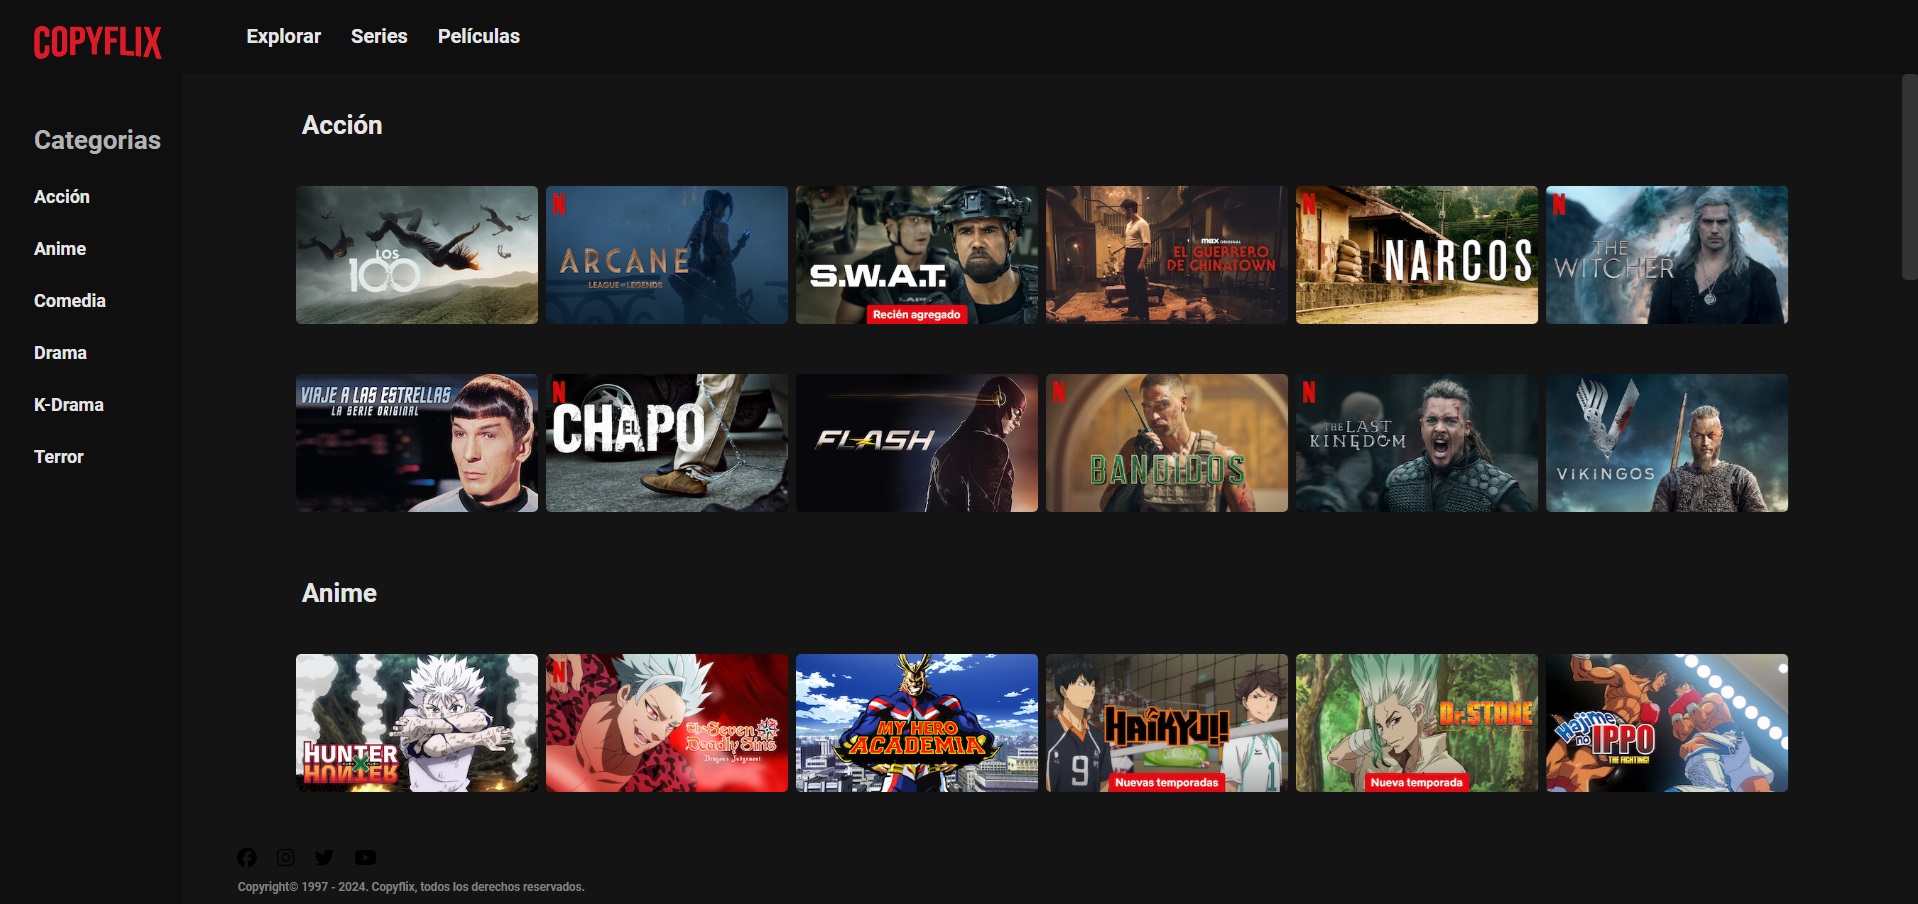 COPYFLIX
Explorar Series Películas
Categorias
Acción
Anime
Comedia
Drama
K-Drama
Terror
Acción
LOS
100
N
ARCANE
LEAGUE OF LEGENDS
S.W.A.T.
Recién agregado
max ORIGINAL
EL GUERRERO
DE CHINATOWN
N
NARCOS
N
THE
WITCHER
VIAJE A LAS ESTRELLAS
LA SERIE ORIGINAL
N
EL
CHAPO
FLASH
N
BANDIDOS
N
THE LAST
KINGDOM
VIKINGOS
Anime
HUNTER
HUNTER
N
The Seven
Deadly Sins
Dragon's Judgement
MY HERO
ACADEMIA
HAIKYU!!
9
1
Nuevas temporadas
Dr.STONE
Nueva temporada
Hajime
no IPPO
THE FIGHTING!
Copyright© 1997 - 2024. Copyflix, todos los derechos reservados.